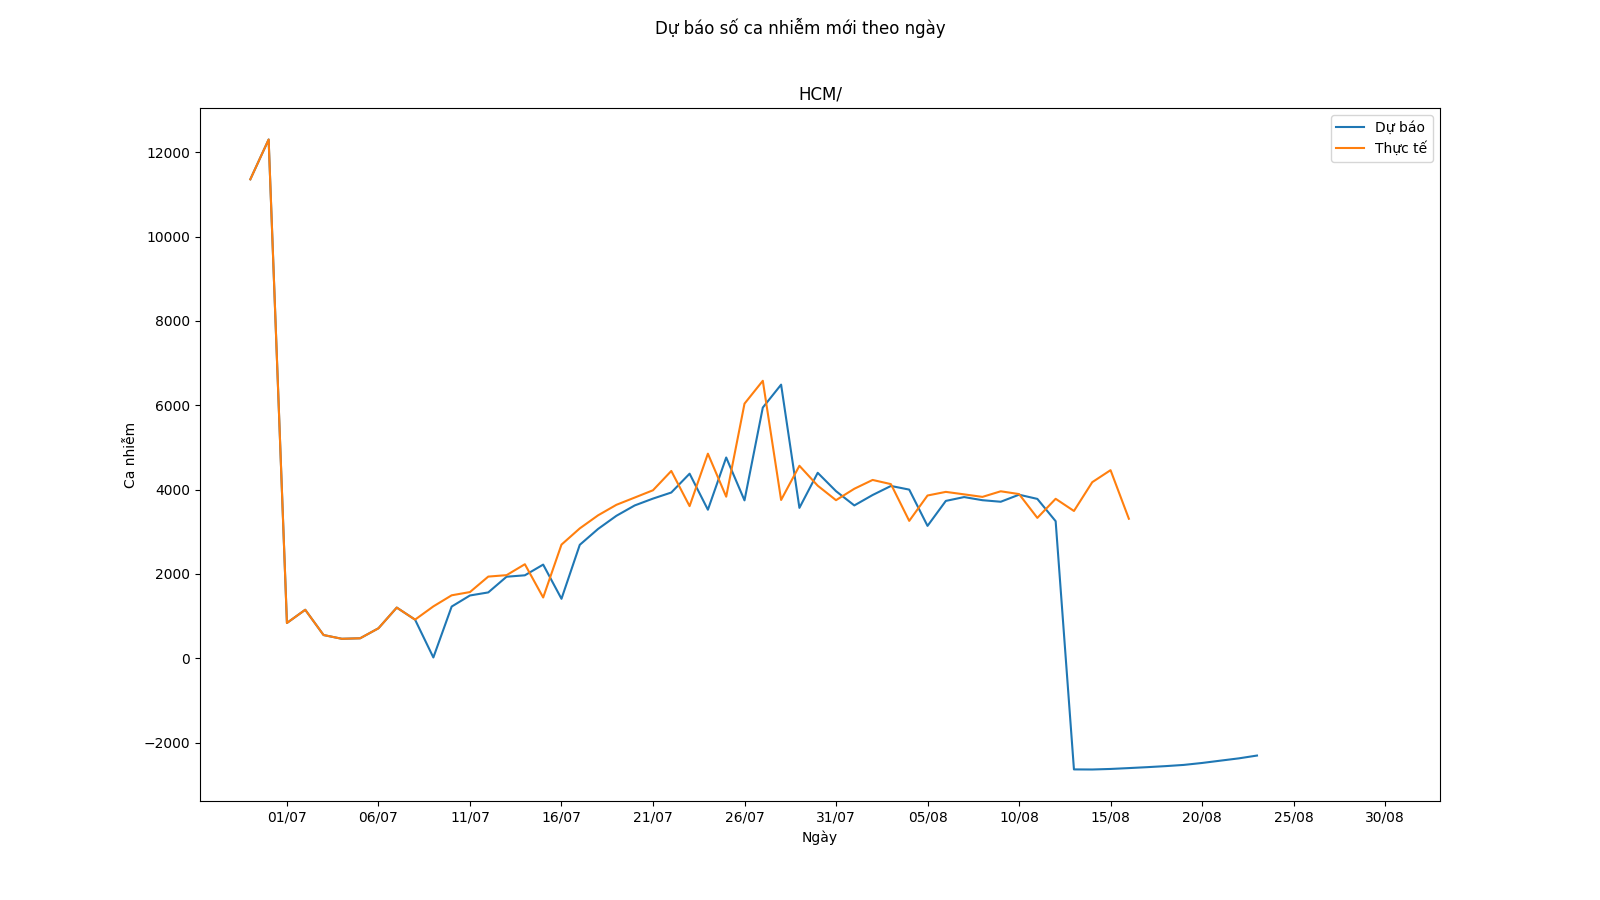 Dự báo số ca nhiễm mới theo ngày
HCM/
Dự báo
Thực tế
12000
10000
8000
6000
4000
2000
0
−2000
Ca nhiễm
01/07 06/07 11/07 16/07 21/07 26/07 31/07 05/08 10/08 15/08 20/08 25/08 30/08
Ngày